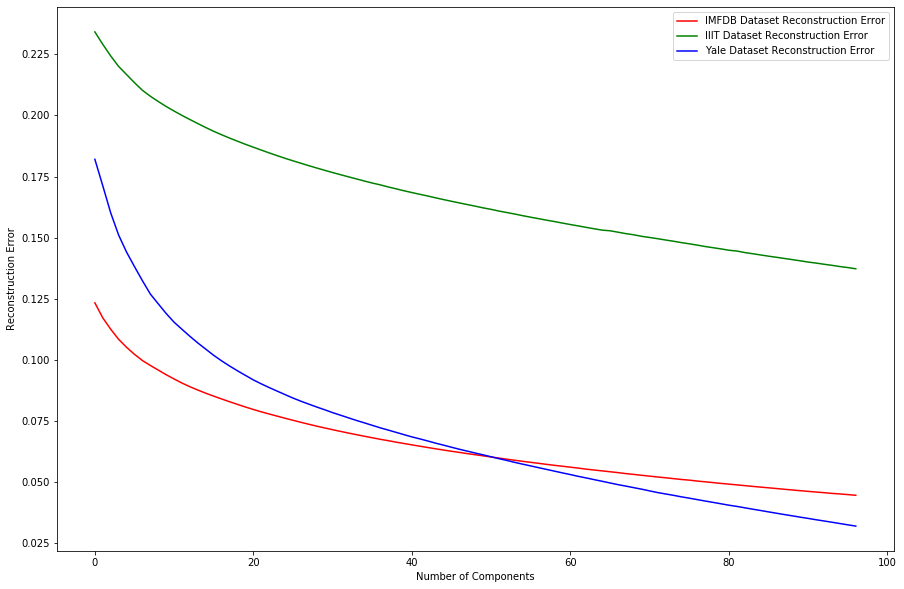 IMFDB Dataset Reconstruction Error
IIIT Dataset Reconstruction Error
Yale Dataset Reconstruction Error
0.225
0.200
0.175
0.150
0.125
0.100
0.075
0.050
0.025
Reconstruction Error
0 20 40 60 80 100
Number of Components